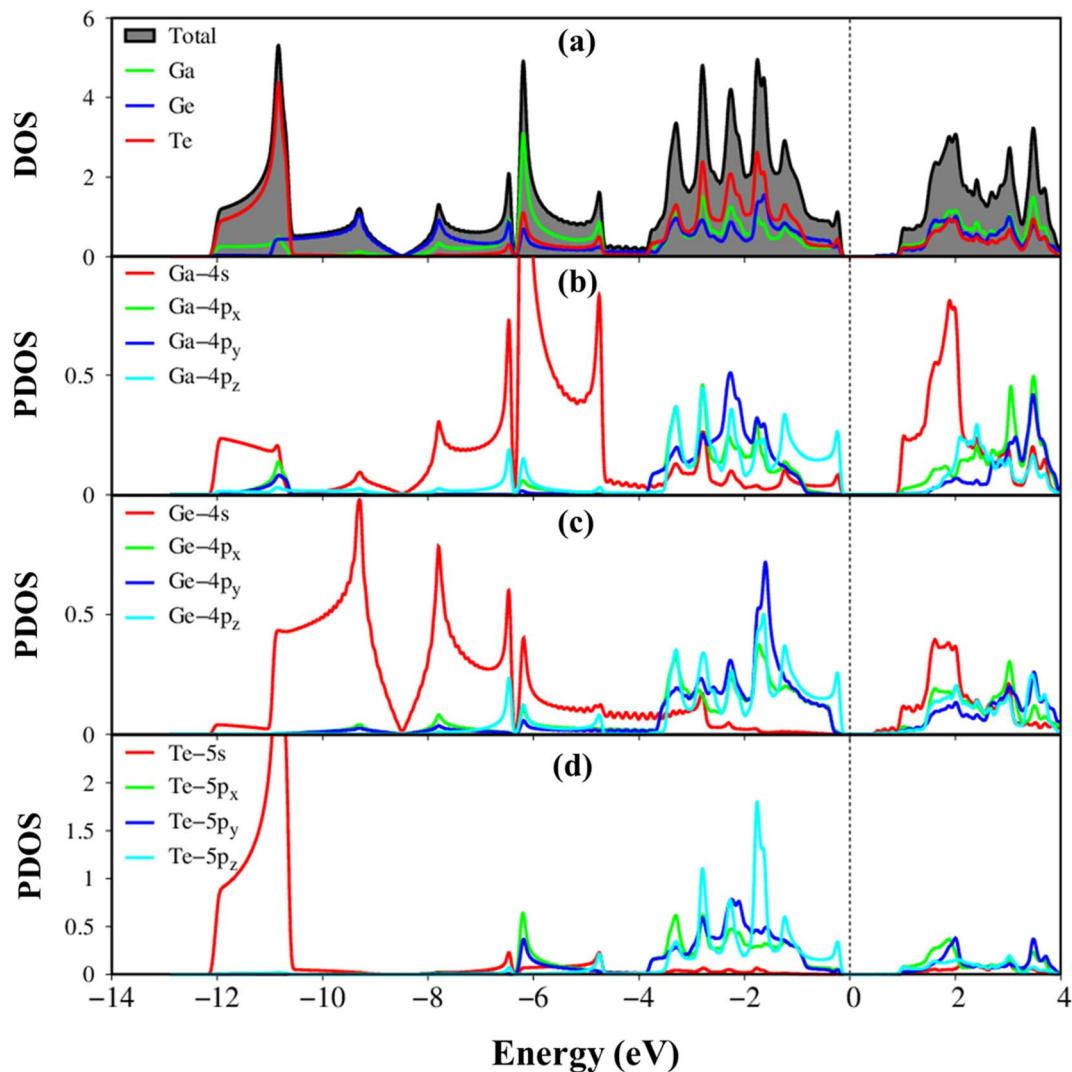 6
(a)
Total
Ga
4
Ge
Te
DOS
2
0
(b)
Ga−4s
Ga−4px
Ga−4py
Ga−4pz
PDOS
0.5
0
(c)
Ge−4s
Ge−4px
Ge−4py
Ge−4pz
PDOS
0.5
0
(d)
Te−5s
Te−5px
Te−5py
Te−5pz
PDOS
2
1.5
1
0.5
0
−14 −12 −10 −8 −6 −4 −2 0 2 4
Energy (eV)